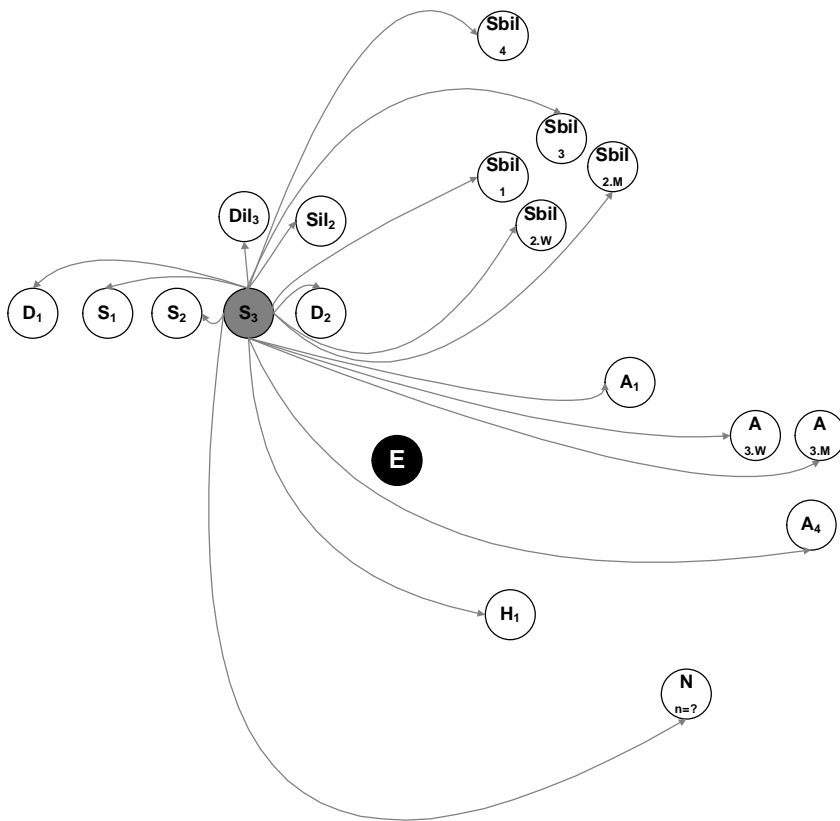 Sbil
4
Sbil
3
Sbil
2.M
Sbil
1
Sbil
2.W
Dil₃
Sil₂
D₁
S₁
S₂
S₃
D₂
A₁
A
3.W
A
3.M
E
A₄
H₁
N
n=?